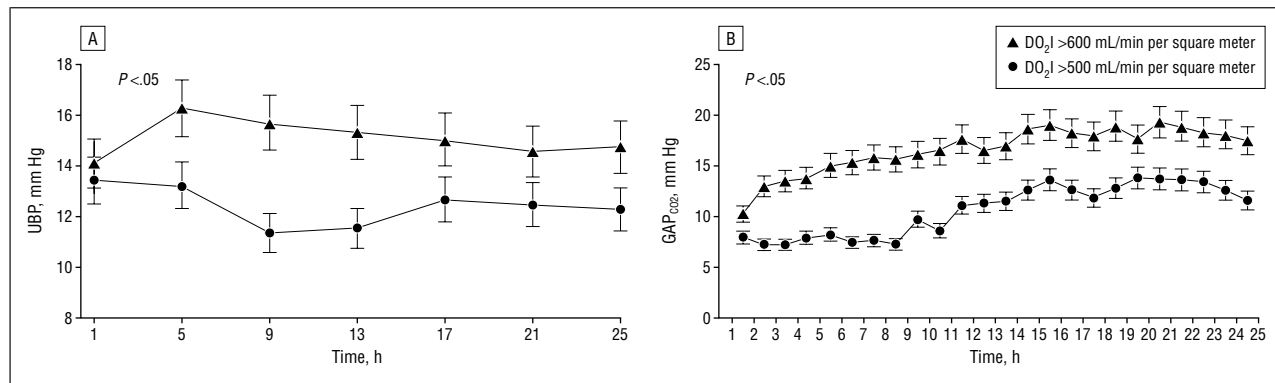 A
P<.05
18
16
14
12
10
8
UBP, mm Hg
1 5 9 13 17 21 25
Time, h
B
DO2I >600 mL/min per square meter
DO2I >500 mL/min per square meter
P<.05
25
20
15
10
5
0
GAPCO2, mm Hg
1 2 3 4 5 6 7 8 9 10 11 12 13 14 15 16 17 18 19 20 21 22 23 24 25
Time, h